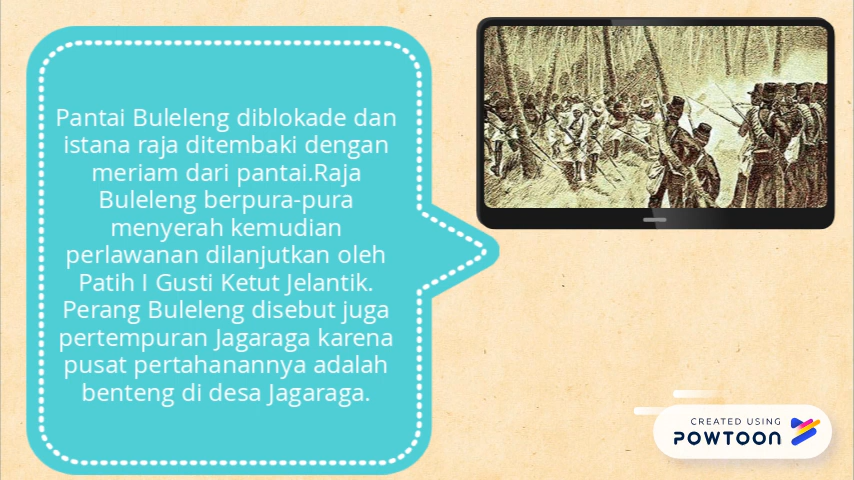 Pantai Buleleng diblokade dan
istana raja ditembaki dengan
meriam dari pantai.Raja
Buleleng berpura-pura
menyerah kemudian
perlawanan dilanjutkan oleh
Patih I Gusti Ketut Jelantik.
Perang Buleleng disebut juga
pertempuran Jagaraga karena
pusat pertahanannya adalah
benteng di desa Jagaraga.
CREATED USING
POWTOON